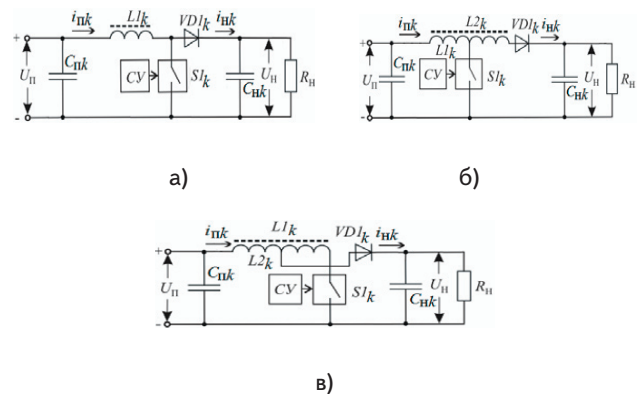 iпk L1k VD1k iнk
+
Uп Cпk СУ S1k Cнk Uн Rн
-
а)
iпk L2k VD1k iнk
+
L1k
Uп Cпk СУ S1k Cнk Uн Rн
-
б)
iпk L1k VD1k iнk
+
L2k
Uп Cпk СУ S1k Cнk Uн Rн
-
в)